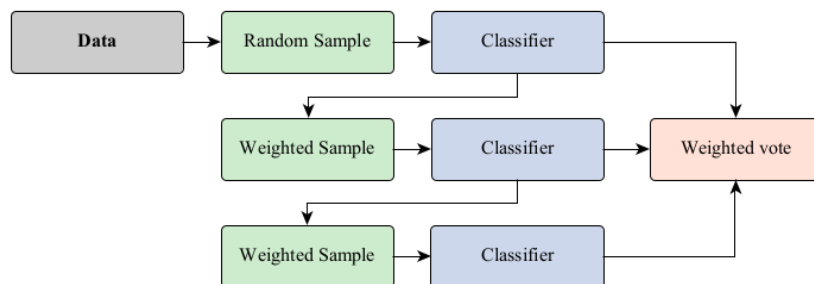 Data
Random Sample
Classifier
Weighted Sample
Classifier
Weighted vote
Weighted Sample
Classifier